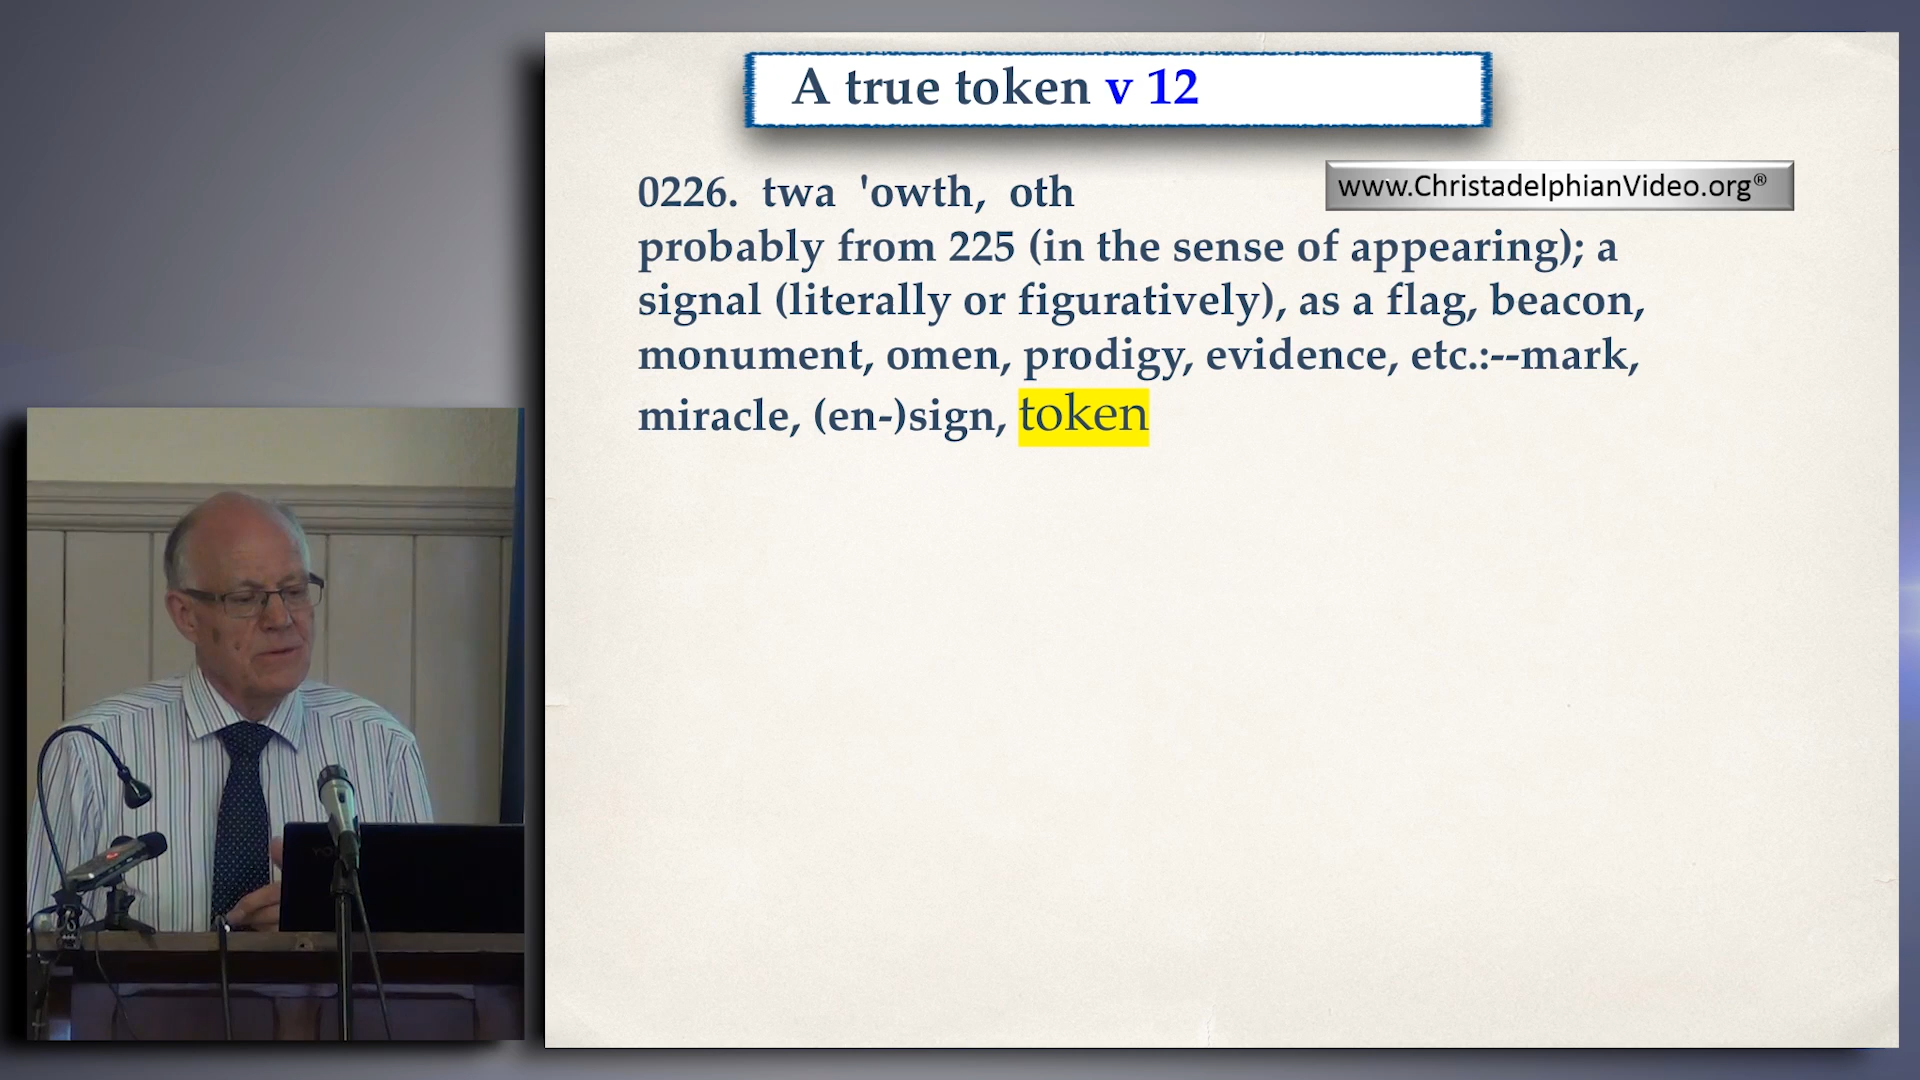 A true token v 12
www.ChristadelphianVideo.org®
0226. twa 'owth, oth
probably from 225 (in the sense of appearing); a
signal (literally or figuratively), as a flag, beacon,
monument, omen, prodigy, evidence, etc.:--mark,
miracle, (en-)sign, token